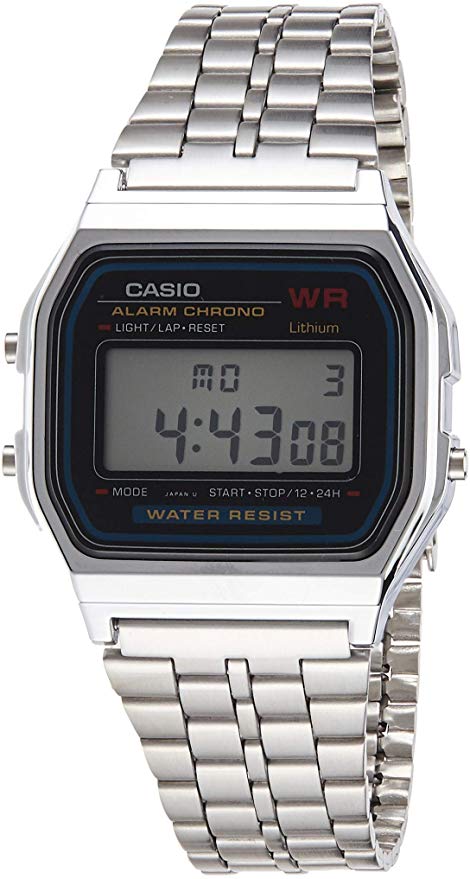 CASIO WR
ALARM CHRONO
LIGHT/LAP•RESET Lithium
MO 3
4:43 08
MODE JAPAN U START•STOP/12•24H
WATER RESIST